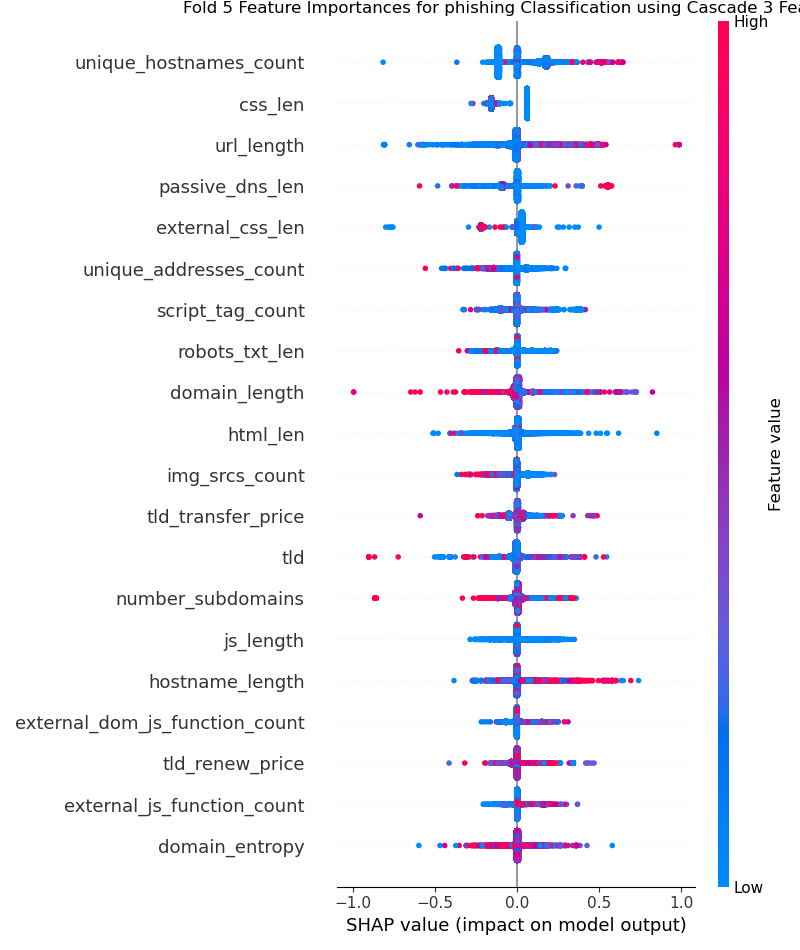 Fold 5 Feature Importances for phishing Classification using Cascade 3 Fea
High
unique_hostnames_count
css_len
url_length
passive_dns_len
external_css_len
unique_addresses_count
script_tag_count
robots_txt_len
domain_length
html_len
img_srcs_count
tld_transfer_price
tld
number_subdomains
js_length
hostname_length
external_dom_js_function_count
tld_renew_price
external_js_function_count
domain_entropy
Feature value
Low
−1.0 −0.5 0.0 0.5 1.0
SHAP value (impact on model output)